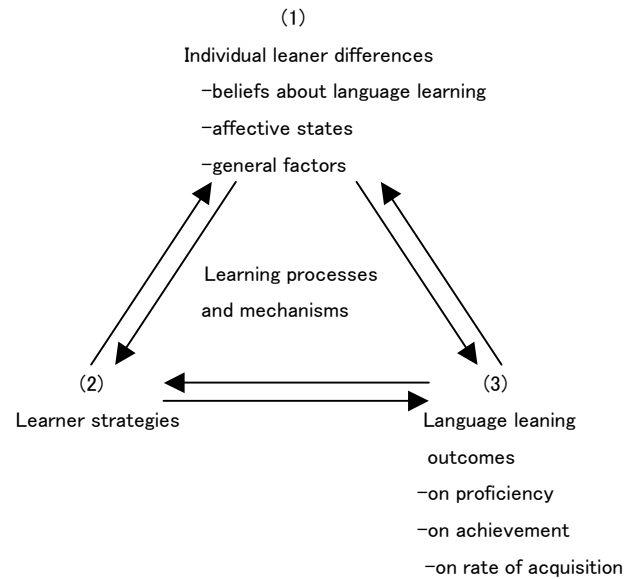 (1)
Individual leaner differences
-beliefs about language learning
-affective states
-general factors
Learning processes
and mechanisms
(2)
Learner strategies
(3)
Language leaning
outcomes
-on proficiency
-on achievement
-on rate of acquisition